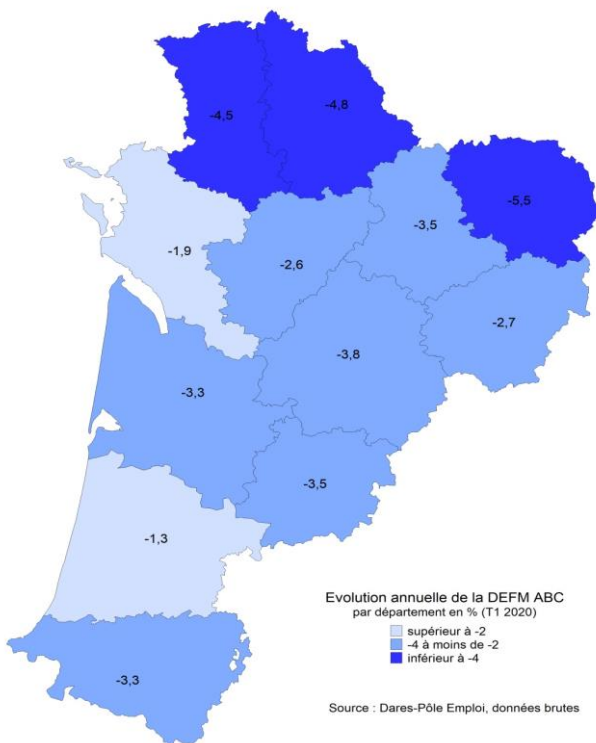 -4,5
-4,8
-5,5
-3,5
-1,9
-2,6
-2,7
-3,8
-3,3
-3,5
-1,3
-3,3
Evolution annuelle de la DEFM ABC
par département en % (T1 2020)
supérieur à -2
-4 à moins de -2
inférieur à -4
Source : Dares-Pôle Emploi, données brutes